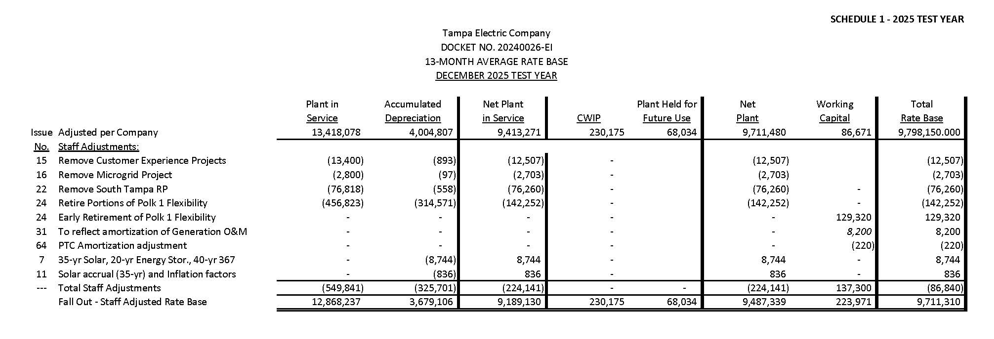 SCHEDULE 1 - 2025 TEST YEAR
Tampa Electric Company
DOCKET NO. 20240026-EI
13-MONTH AVERAGE RATE BASE
DECEMBER 2025 TEST YEAR
Plant in Accumulated Net Plant Plant Held for Net Working Total
Service Depreciation in Service CWIP Future Use Plant Capital Rate Base
Issue Adjusted per Company 13,418,078 4,004,807 9,413,271 230,175 68,034 9,711,480 86,671 9,798,150.000
No. Staff Adjustments:
15 Remove Customer Experience Projects (13,400) (893) (12,507) - (12,507) (12,507)
16 Remove Microgrid Project (2,800) (97) (2,703) - (2,703) (2,703)
22 Remove South Tampa RP (76,818) (558) (76,260) - (76,260) - (76,260)
24 Retire Portions of Polk 1 Flexibility (456,823) (314,571) (142,252) - (142,252) - (142,252)
24 Early Retirement of Polk 1 Flexibility - - - - - 129,320 129,320
31 To reflect amortization of Generation O&M - - - - - 8,200 8,200
64 PTC Amortization adjustment - - - - - (220) (220)
7 35-yr Solar, 20-yr Energy Stor., 40-yr 367 - (8,744) 8,744 - 8,744 - 8,744
11 Solar accrual (35-yr) and Inflation factors - (836) 836 - 836 - 836
--- Total Staff Adjustments (549,841) (325,701) (224,141) - - (224,141) 137,300 (86,840)
Fall Out - Staff Adjusted Rate Base 12,868,237 3,679,106 9,189,130 230,175 68,034 9,487,339 223,971 9,711,310